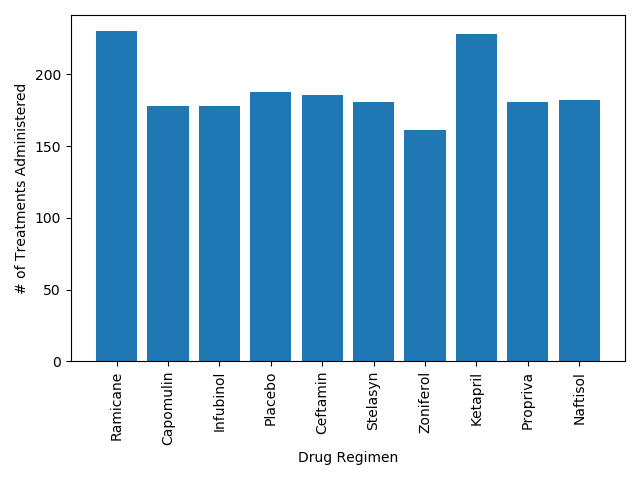 # of Treatments Administered
200
150
100
50
0
Ramicane
Capomulin
Infubinol
Placebo
Ceftamin
Stelasyn
Zoniferol
Ketapril
Propriva
Naftisol
Drug Regimen